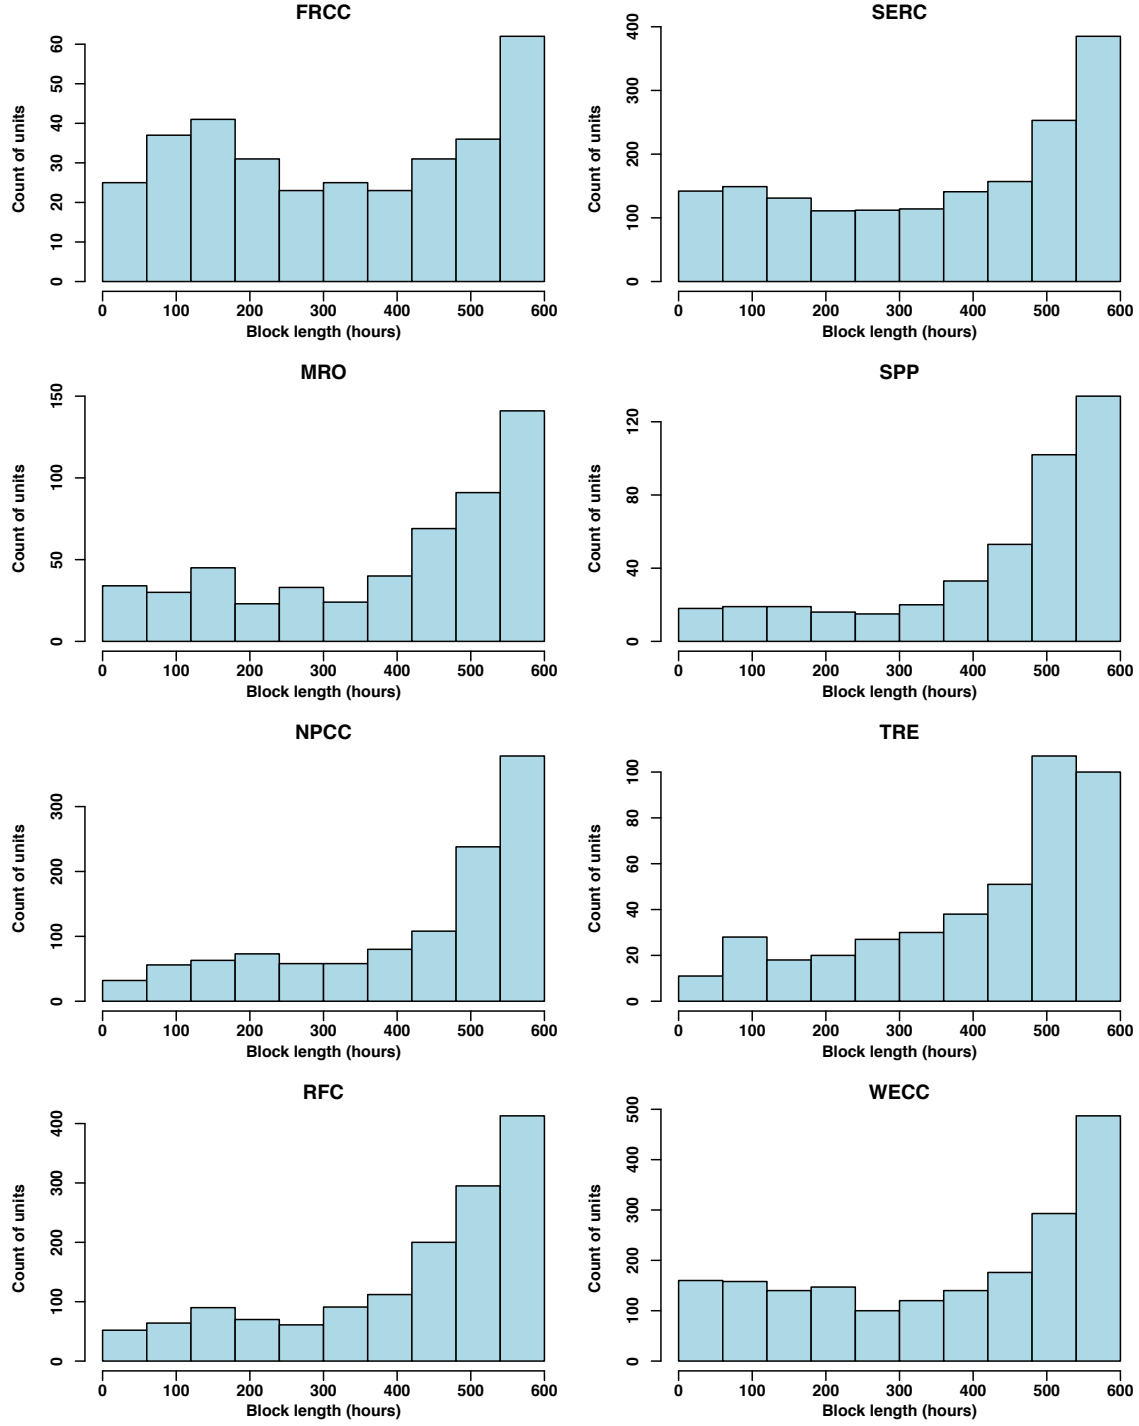 FRCC
Count of units
0 10 20 30 40 50 60
0 100 200 300 400 500 600
Block length (hours)
SERC
Count of units
0 100 200 300 400
0 100 200 300 400 500 600
Block length (hours)
MRO
Count of units
0 50 100 150
0 100 200 300 400 500 600
Block length (hours)
SPP
Count of units
0 40 80 120
0 100 200 300 400 500 600
Block length (hours)
NPCC
Count of units
0 100 200 300
0 100 200 300 400 500 600
Block length (hours)
TRE
Count of units
0 20 40 60 80 100
0 100 200 300 400 500 600
Block length (hours)
RFC
Count of units
0 100 200 300 400
0 100 200 300 400 500 600
Block length (hours)
WECC
Count of units
0 100 200 300 400 500
0 100 200 300 400 500 600
Block length (hours)